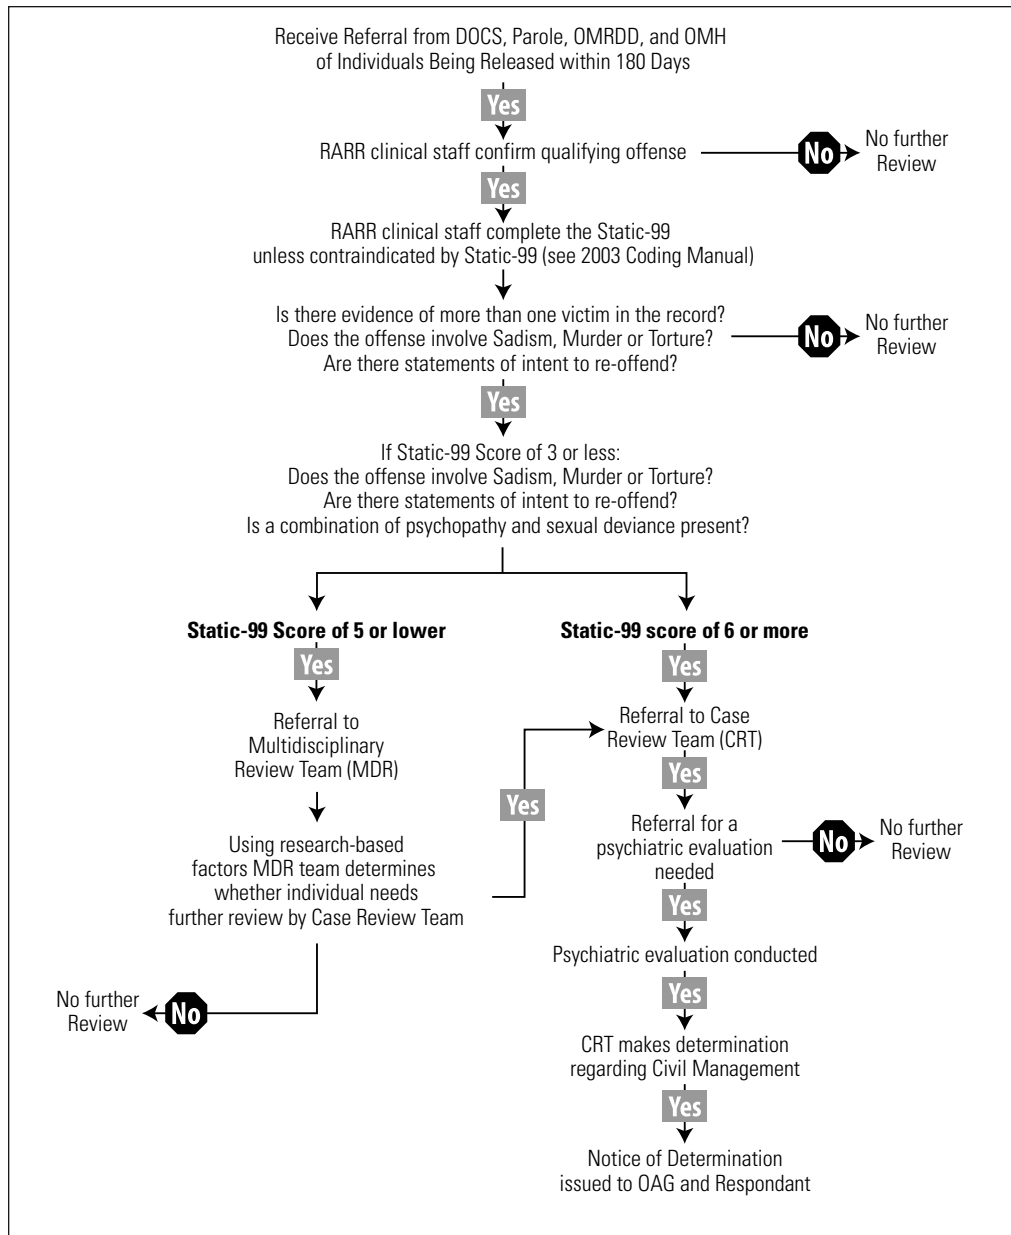 Receive Referral from DOCS, Parole, OMRDD, and OMH
of Individuals Being Released within 180 Days
Yes
RARR clinical staff confirm qualifying offense
No
No further
Review
Yes
RARR clinical staff complete the Static-99
unless contraindicated by Static-99 (see 2003 Coding Manual)
Is there evidence of more than one victim in the record?
Does the offense involve Sadism, Murder or Torture?
Are there statements of intent to re-offend?
No
No further
Review
Yes
If Static-99 Score of 3 or less:
Does the offense involve Sadism, Murder or Torture?
Are there statements of intent to re-offend?
Is a combination of psychopathy and sexual deviance present?
Static-99 Score of 5 or lower
Yes
Referral to
Multidisciplinary
Review Team (MDR)
Using research-based
factors MDR team determines
whether individual needs
further review by Case Review Team
No
No further
Review
Yes
Static-99 score of 6 or more
Yes
Referral to Case
Review Team (CRT)
Yes
Referral for a
psychiatric evaluation
needed
No
No further
Review
Yes
Psychiatric evaluation conducted
Yes
CRT makes determination
regarding Civil Management
Yes
Notice of Determination
issued to OAG and Respondant